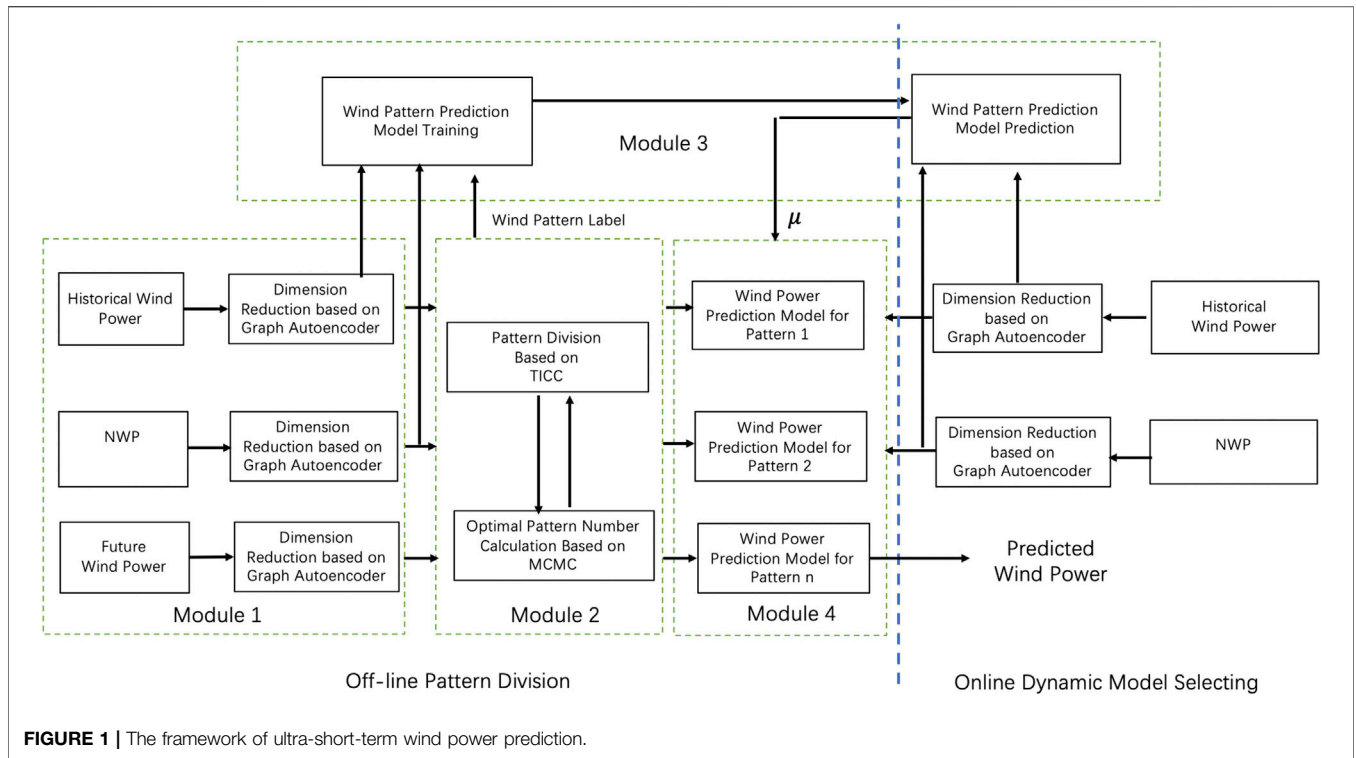 Wind Pattern Prediction
Model Training
Module 3
Wind Pattern Prediction
Model Prediction
Wind Pattern Label
μ
Historical Wind
Power
Dimension
Reduction based on
Graph Autoencoder
NWP
Dimension
Reduction based on
Graph Autoencoder
Future
Wind Power
Dimension
Reduction based on
Graph Autoencoder
Module 1
Pattern Division
Based on
TICC
Optimal Pattern Number
Calculation Based on
MCMC
Module 2
Wind Power
Prediction Model for
Pattern 1
Wind Power
Prediction Model for
Pattern 2
Wind Power
Prediction Model for
Pattern n
Module 4
Dimension Reduction
based on
Graph Autoencoder
Historical
Wind Power
Dimension Reduction
based on
Graph Autoencoder
NWP
Predicted
Wind Power
Off-line Pattern Division
Online Dynamic Model Selecting
FIGURE 1 | The framework of ultra-short-term wind power prediction.